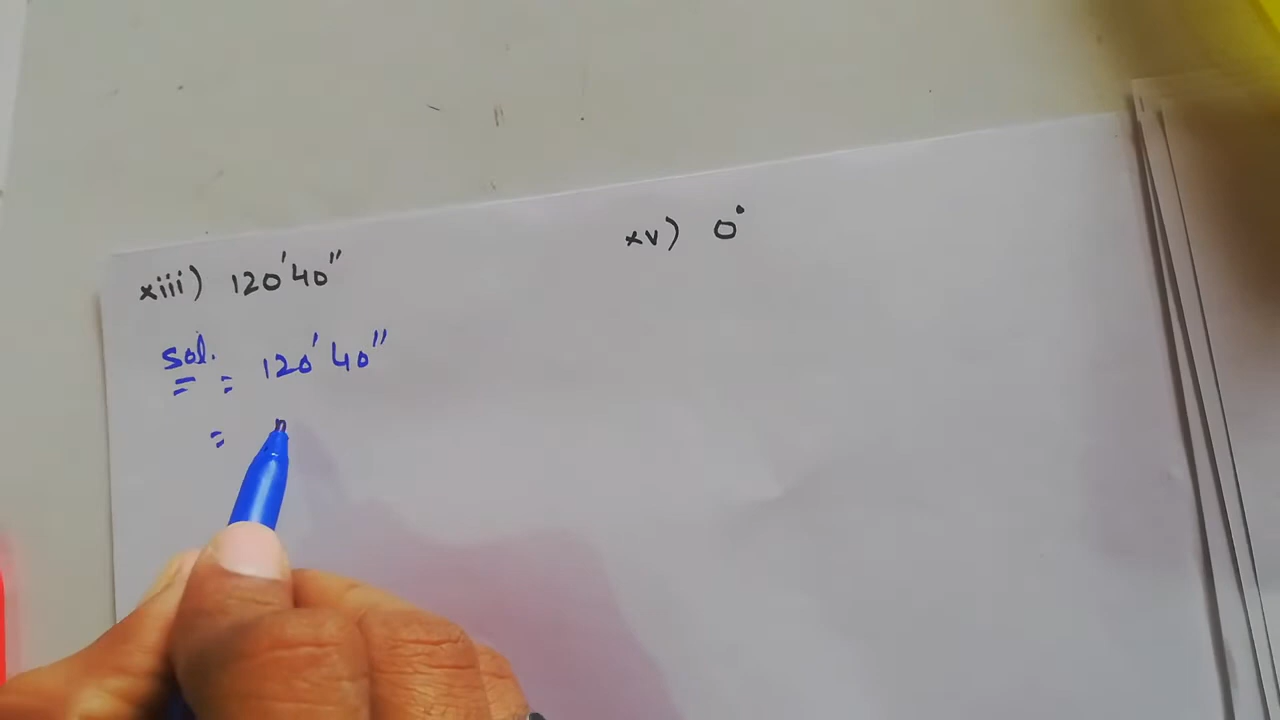 xiii) 120'40"
sol. = 120' 40"
=
xv) 0°